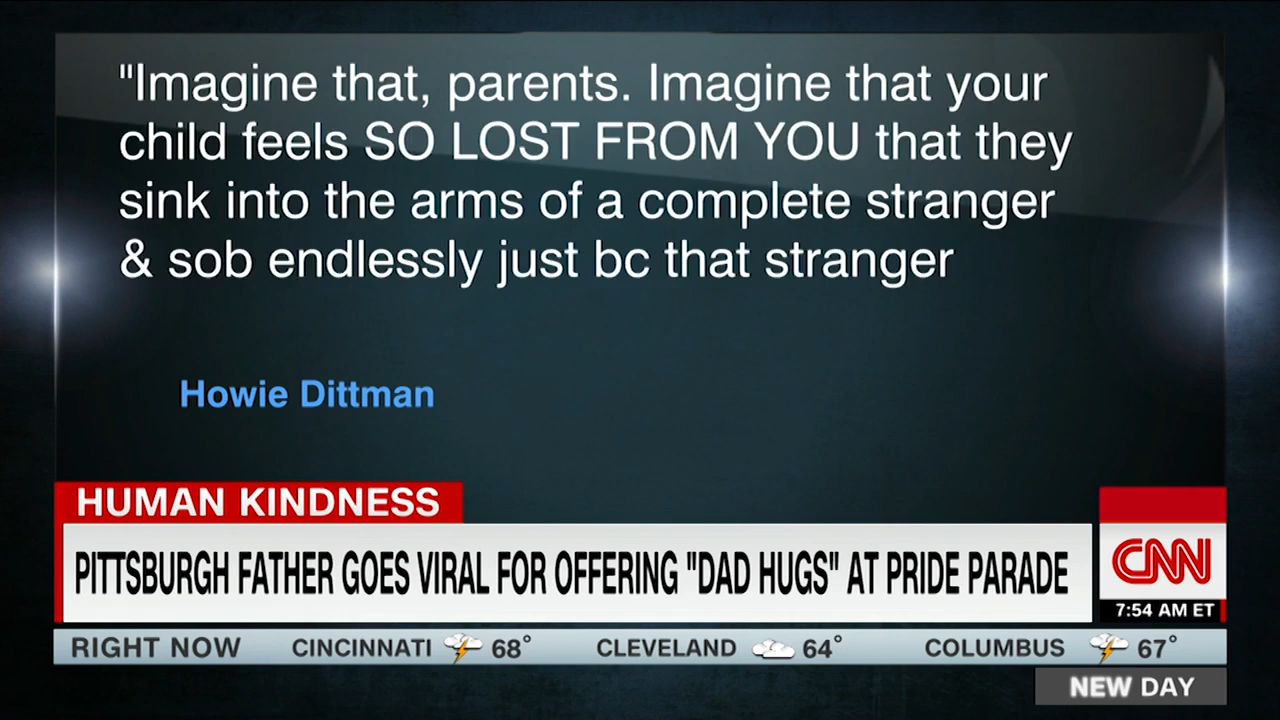 "Imagine that, parents. Imagine that your
child feels SO LOST FROM YOU that they
sink into the arms of a complete stranger
& sob endlessly just bc that stranger
Howie Dittman
HUMAN KINDNESS
PITTSBURGH FATHER GOES VIRAL FOR OFFERING "DAD HUGS" AT PRIDE PARADE
CNN
7:54 AM ET
RIGHT NOW CINCINNATI 68° CLEVELAND 64° COLUMBUS 67°
NEW DAY